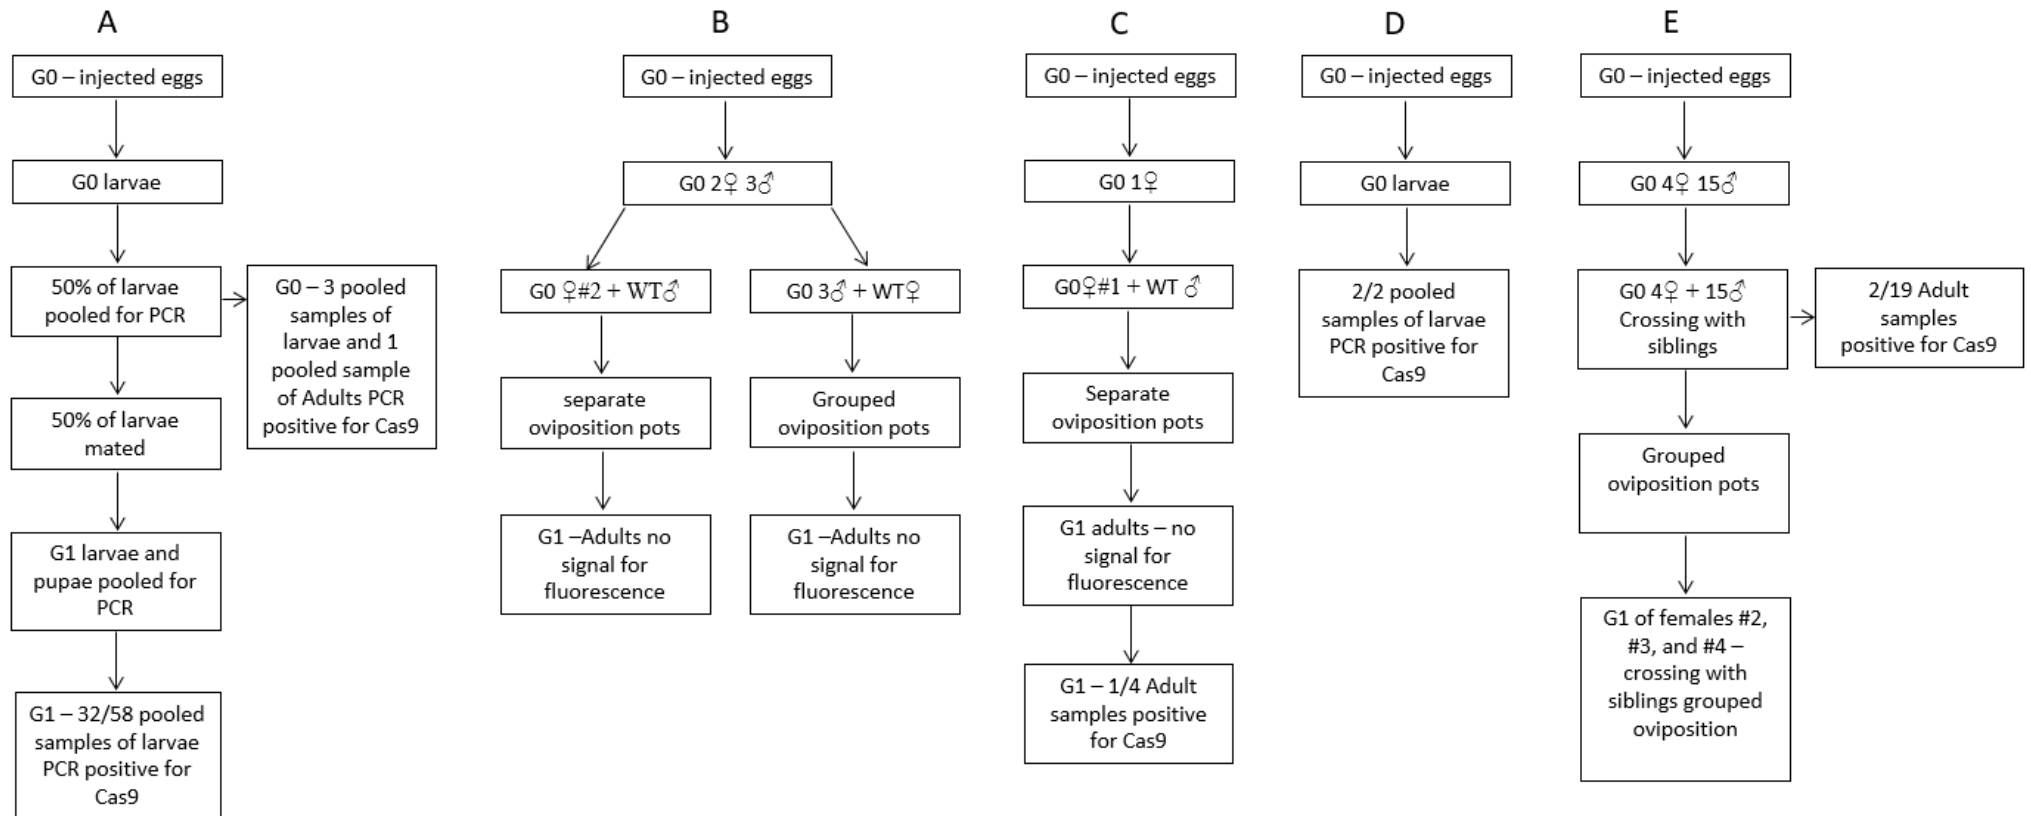 A
G0 – injected eggs
G0 larvae
50% of larvae
pooled for PCR
G0 – 3 pooled
samples of
larvae and 1
pooled sample
of Adults PCR
positive for Cas9
50% of larvae
mated
G1 larvae and
pupae pooled for
PCR
G1 – 32/58 pooled
samples of larvae
PCR positive for
Cas9
B
G0 – injected eggs
G0 2♀ 3♂
G0 ♀#2 + WT♂
separate
oviposition pots
G1 –Adults no
signal for
fluorescence
G0 3♂ + WT♀
Grouped
oviposition pots
G1 –Adults no
signal for
fluorescence
C
G0 – injected eggs
G0 1♀
G0♀#1 + WT ♂
Separate
oviposition pots
G1 adults – no
signal for
fluorescence
G1 – 1/4 Adult
samples positive
for Cas9
D
G0 – injected eggs
G0 larvae
2/2 pooled
samples of larvae
PCR positive for
Cas9
E
G0 – injected eggs
G0 4♀ 15♂
G0 4♀ + 15♂
Crossing with
siblings
2/19 Adult
samples
positive for Cas9
Grouped
oviposition pots
G1 of females #2,
#3, and #4 –
crossing with
siblings grouped
oviposition